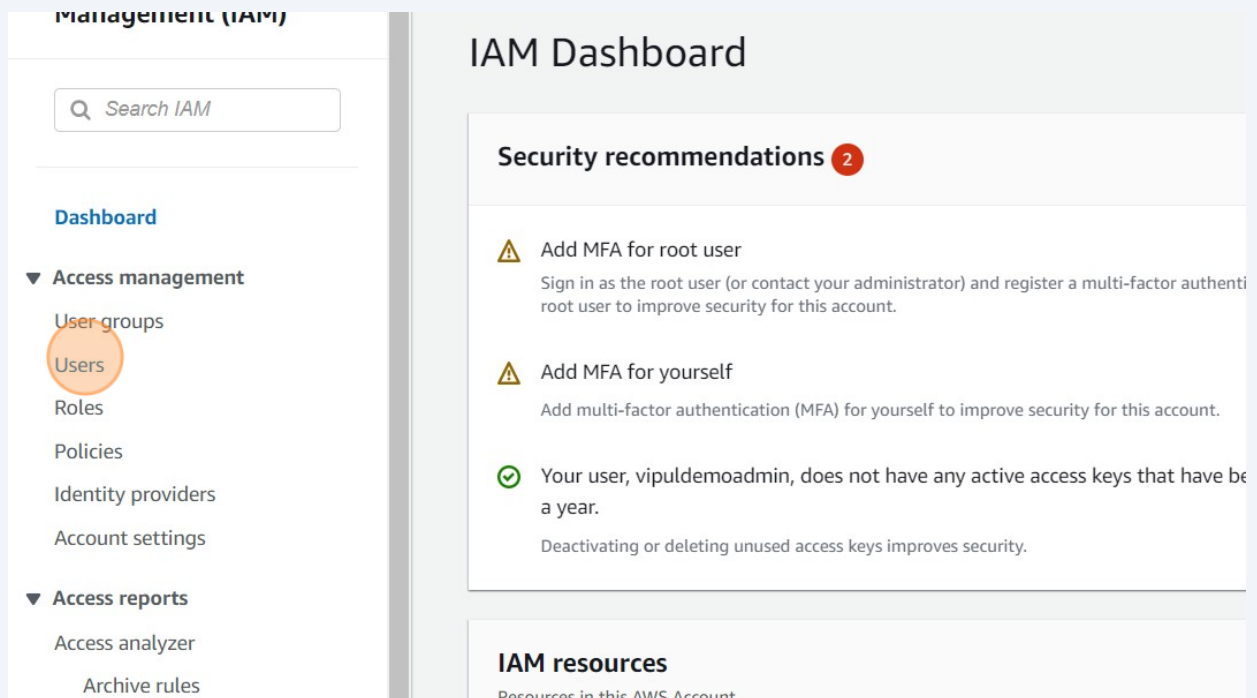 Management (IAM)
Search IAM
Dashboard
Access management
User groups
Users
Roles
Policies
Identity providers
Account settings
Access reports
Access analyzer
Archive rules
IAM Dashboard
Security recommendations 2
Add MFA for root user
Sign in as the root user (or contact your administrator) and register a multi-factor authenti
root user to improve security for this account.
Add MFA for yourself
Add multi-factor authentication (MFA) for yourself to improve security for this account.
Your user, vipuldemoadmin, does not have any active access keys that have be
a year.
Deactivating or deleting unused access keys improves security.
IAM resources
Resources in this AWS Account